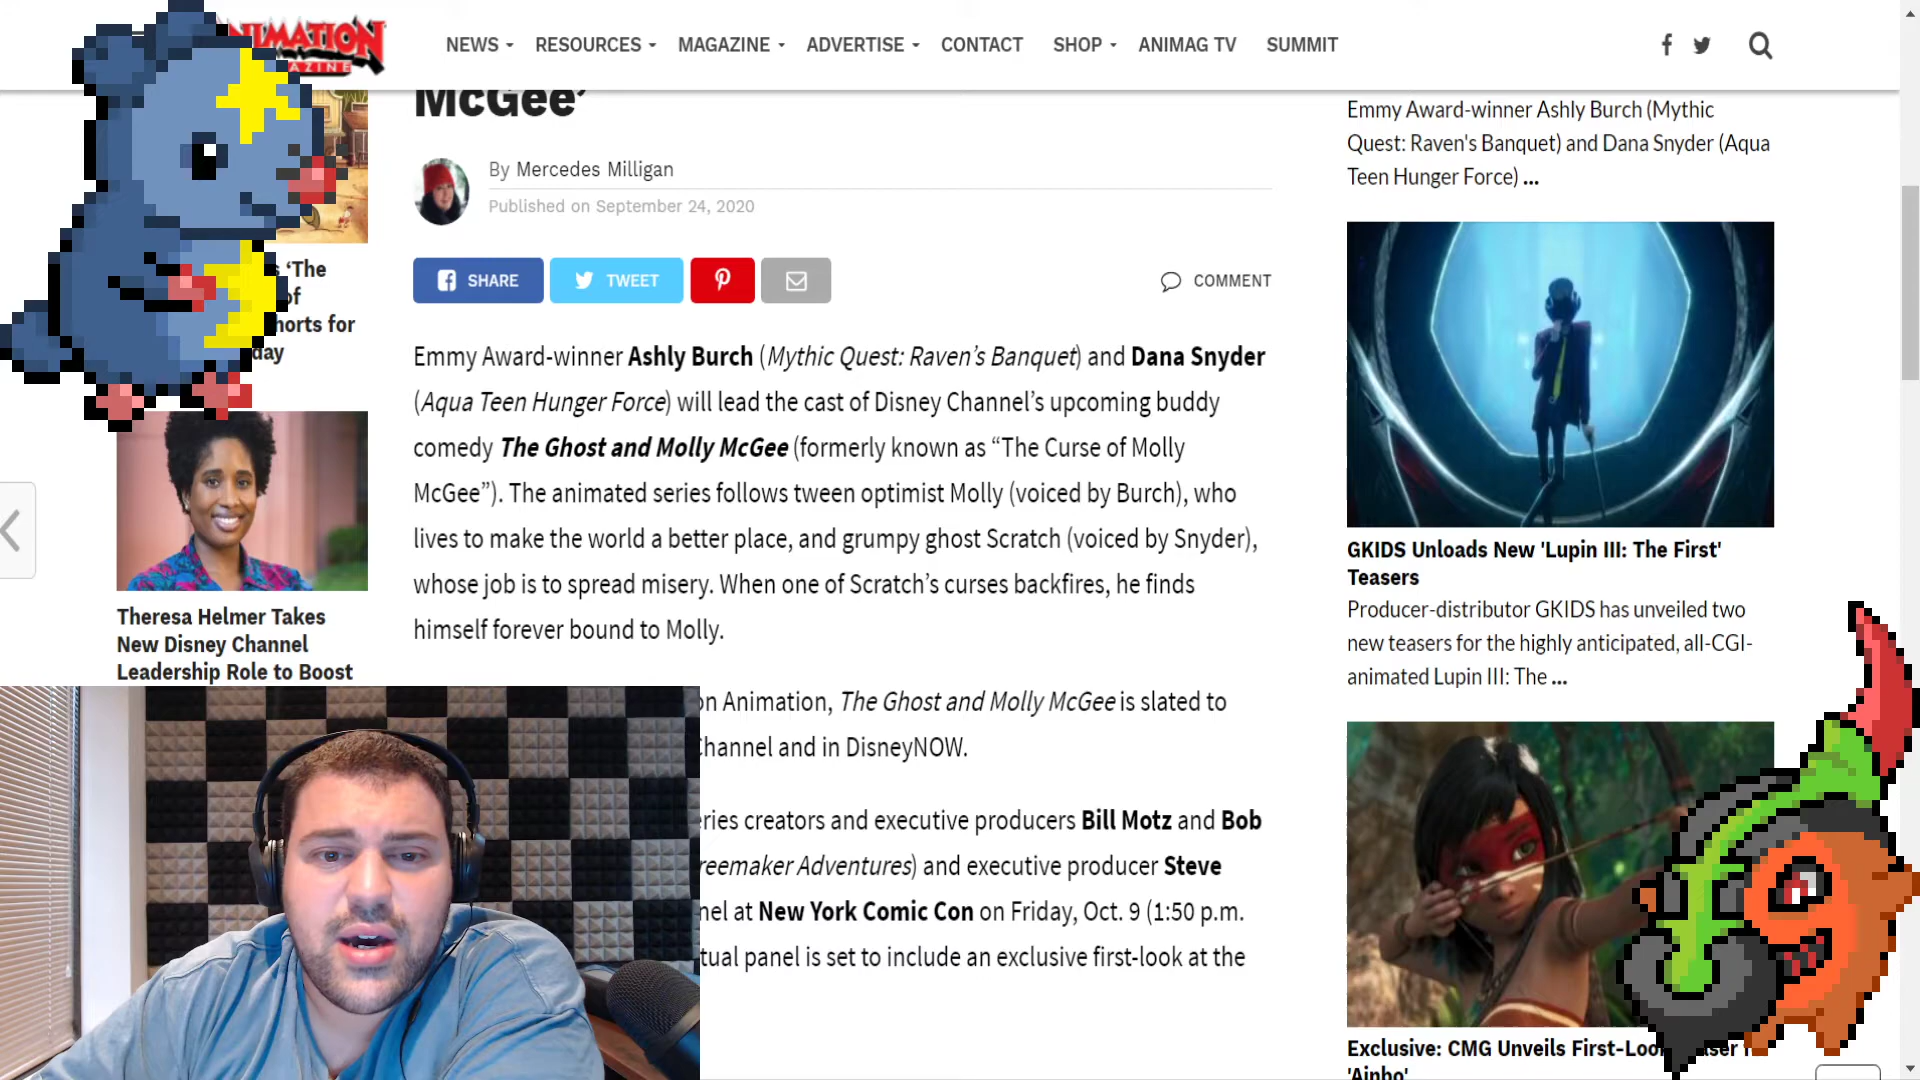 ANIMATION
MAGAZINE
NEWS
RESOURCES
MAGAZINE
ADVERTISE
CONTACT
SHOP
ANIMAG TV
SUMMIT
McGee’
By Mercedes Milligan
Published on September 24, 2020
SHARE
TWEET
COMMENT
Emmy Award-winner Ashly Burch (Mythic Quest: Raven’s Banquet) and Dana Snyder
(Aqua Teen Hunger Force) will lead the cast of Disney Channel’s upcoming buddy
comedy The Ghost and Molly McGee (formerly known as “The Curse of Molly
McGee”). The animated series follows tween optimist Molly (voiced by Burch), who
lives to make the world a better place, and grumpy ghost Scratch (voiced by Snyder),
whose job is to spread misery. When one of Scratch’s curses backfires, he finds
himself forever bound to Molly.
on Animation, The Ghost and Molly McGee is slated to
Channel and in DisneyNOW.
eries creators and executive producers Bill Motz and Bob
reemaker Adventures) and executive producer Steve
nel at New York Comic Con on Friday, Oct. 9 (1:50 p.m.
tual panel is set to include an exclusive first-look at the
s ‘The
of
horts for
day
Theresa Helmer Takes
New Disney Channel
Leadership Role to Boost
Emmy Award-winner Ashly Burch (Mythic
Quest: Raven's Banquet) and Dana Snyder (Aqua
Teen Hunger Force) ...
GKIDS Unloads New 'Lupin III: The First'
Teasers
Producer-distributor GKIDS has unveiled two
new teasers for the highly anticipated, all-CGI-
animated Lupin III: The ...
Exclusive: CMG Unveils First-Loo
'Ainbo'